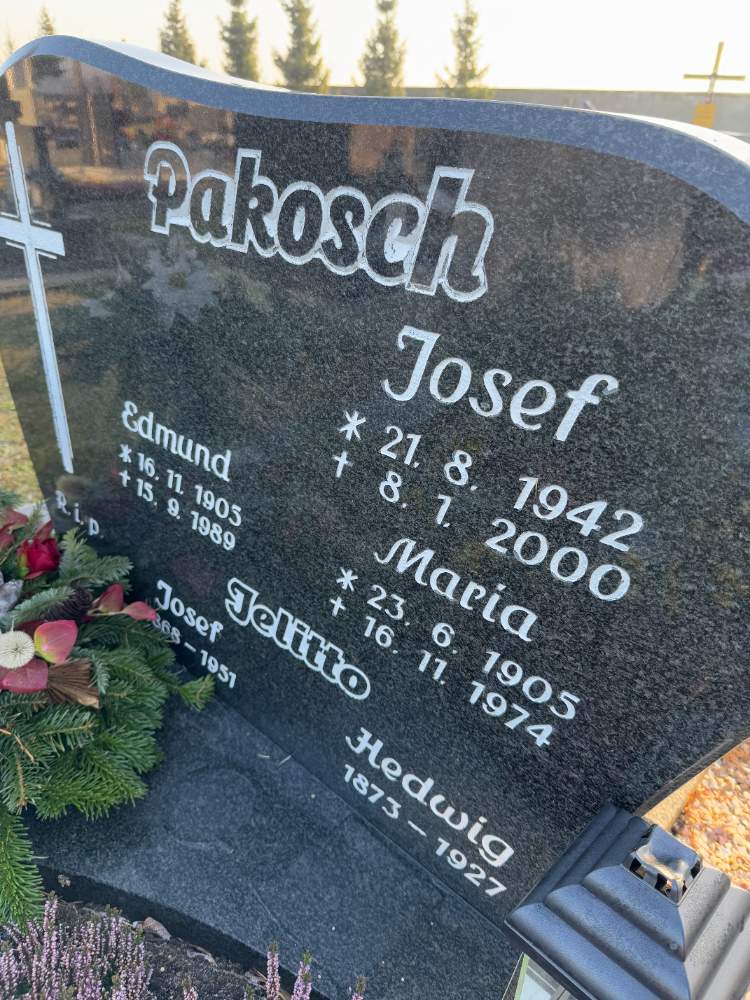 Pakosch
Josef
* 21. 8. 1942
† 8. 1. 2000
Edmund
* 16. 11. 1905
† 15. 9. 1989
Maria
* 23. 6. 1905
† 16. 11. 1974
R.i.p.
Jelitto
Josef
868 – 1951
Hedwig
1873 – 1927